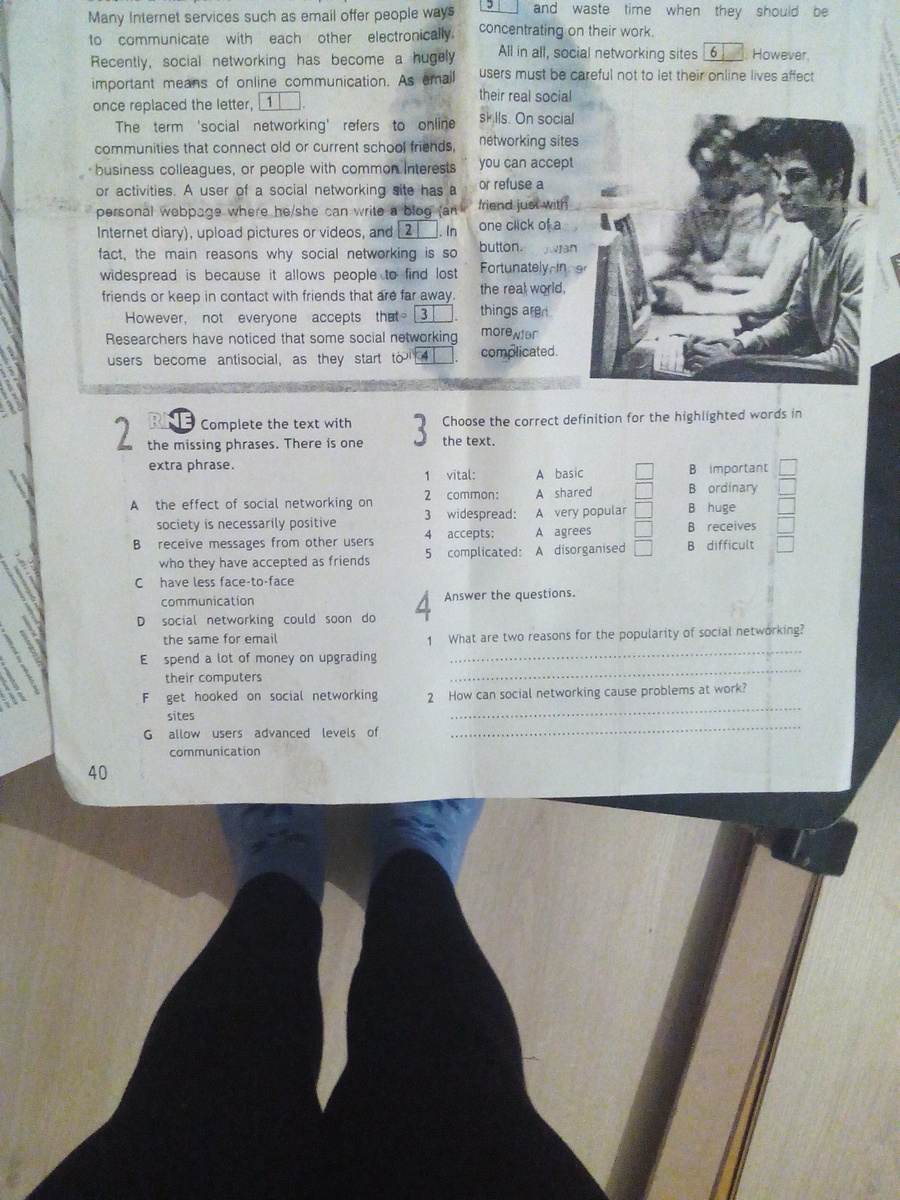 Many Internet services such as email offer people ways
to communicate with each other electronically.
Recently, social networking has become a hugely
important means of online communication. As email
once replaced the letter, 1 .
The term 'social networking' refers to online
communities that connect old or current school friends,
business colleagues, or people with common interests
or activities. A user of a social networking site has a
personal webpage where he/she can write a blog (an
Internet diary), upload pictures or videos, and 2 . In
fact, the main reasons why social networking is so
widespread is because it allows people to find lost
friends or keep in contact with friends that are far away.
However, not everyone accepts that 3 .
Researchers have noticed that some social networking
users become antisocial, as they start to 4 .
5 and waste time when they should be
concentrating on their work.
All in all, social networking sites 6 . However,
users must be careful not to let their online lives affect
their real social
skills. On social
networking sites
you can accept
or refuse a
friend just with
one click of a
button.
Fortunately, in
the real world,
things are
more
complicated.
2 Complete the text with
the missing phrases. There is one
extra phrase.
A the effect of social networking on
society is necessarily positive
B receive messages from other users
who they have accepted as friends
C have less face-to-face
communication
D social networking could soon do
the same for email
E spend a lot of money on upgrading
their computers
F get hooked on social networking
sites
G allow users advanced levels of
communication
40
3 Choose the correct definition for the highlighted words in
the text.
1 vital: A basic B important
2 common: A shared B ordinary
3 widespread: A very popular B huge
4 accepts: A agrees B receives
5 complicated: A disorganised B difficult
4 Answer the questions.
1 What are two reasons for the popularity of social networking?
2 How can social networking cause problems at work?